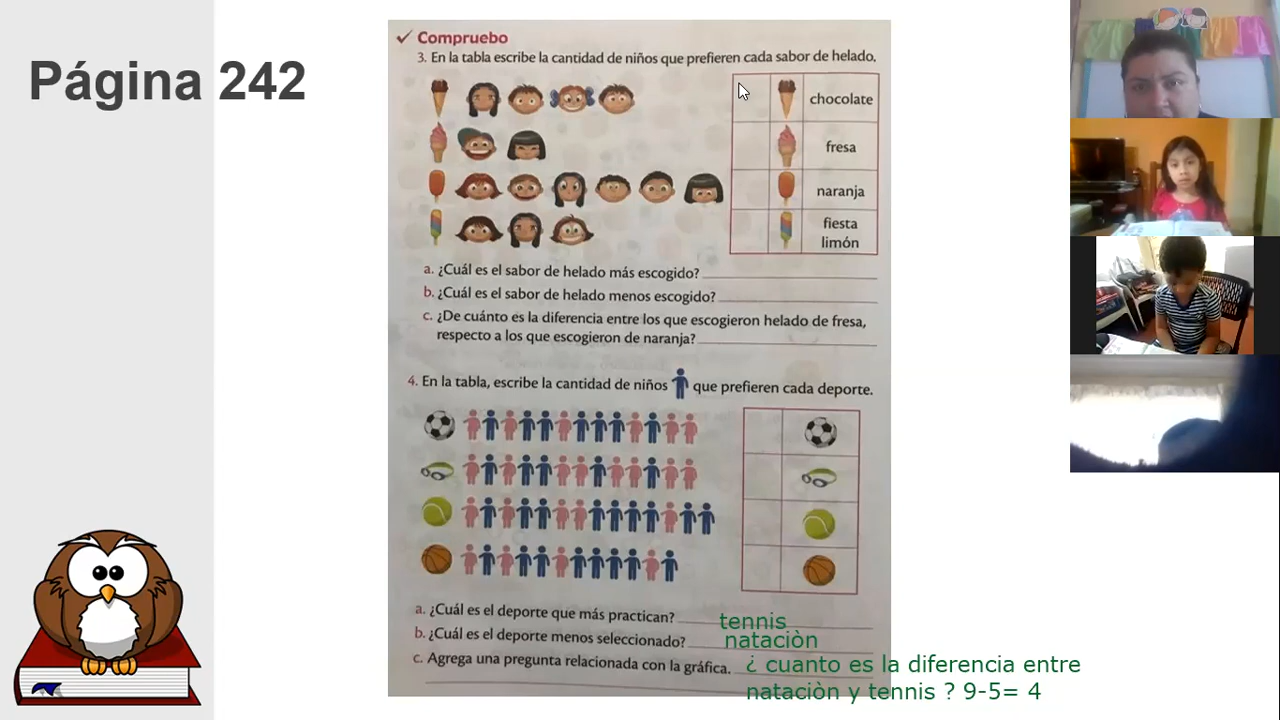 Página 242
✓ Compruebo
3. En la tabla escribe la cantidad de niños que prefieren cada sabor de helado.
chocolate
fresa
naranja
fiesta
limón
a. ¿Cuál es el sabor de helado más escogido?
b. ¿Cuál es el sabor de helado menos escogido?
c. ¿De cuánto es la diferencia entre los que escogieron helado de fresa,
respecto a los que escogieron de naranja?
4. En la tabla, escribe la cantidad de niños que prefieren cada deporte.
a. ¿Cuál es el deporte que más practican?
tennis
b. ¿Cuál es el deporte menos seleccionado?
nataciòn
c. Agrega una pregunta relacionada con la gráfica.
¿ cuanto es la diferencia entre
nataciòn y tennis ? 9-5= 4